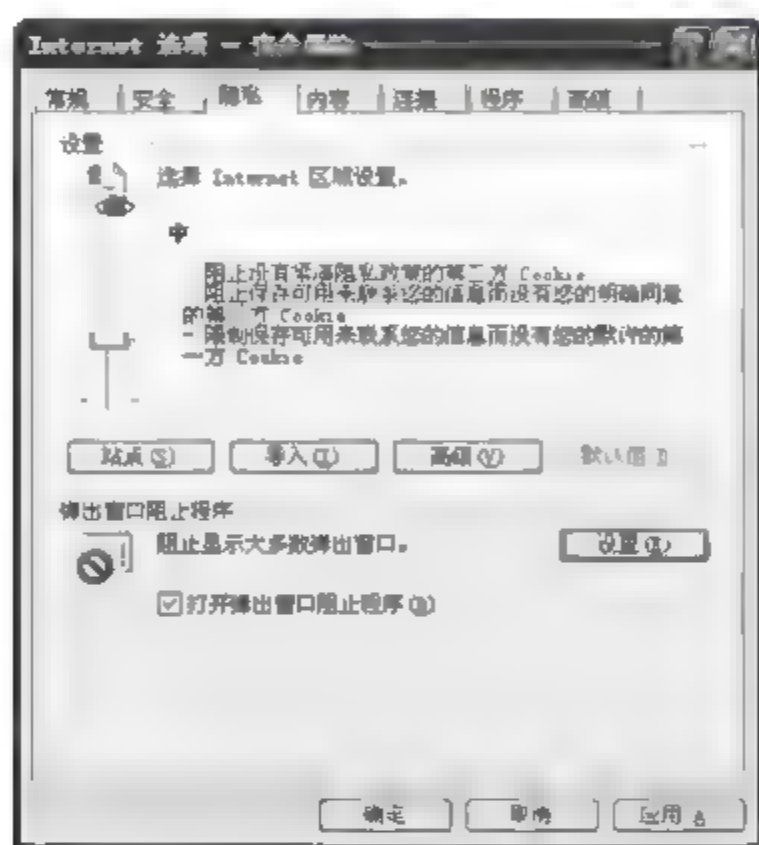 Internet 选项 -
常规 安全 隐私 内容 连接 程序 高级
设置
选择 Internet 区域设置。
中
阻止没有紧凑隐私政策的第三方 Cookie
阻止保存可用来联系您的信息而没有您的明确同意
的第三方 Cookie
- 限制保存可用来联系您的信息而没有您的默许的第
一方 Cookie
站点(S) 导入(I) 高级(V) 默认值
弹出窗口阻止程序
阻止显示大多数弹出窗口。
设置(E)
打开弹出窗口阻止程序(B)
确定 取消 应用 A